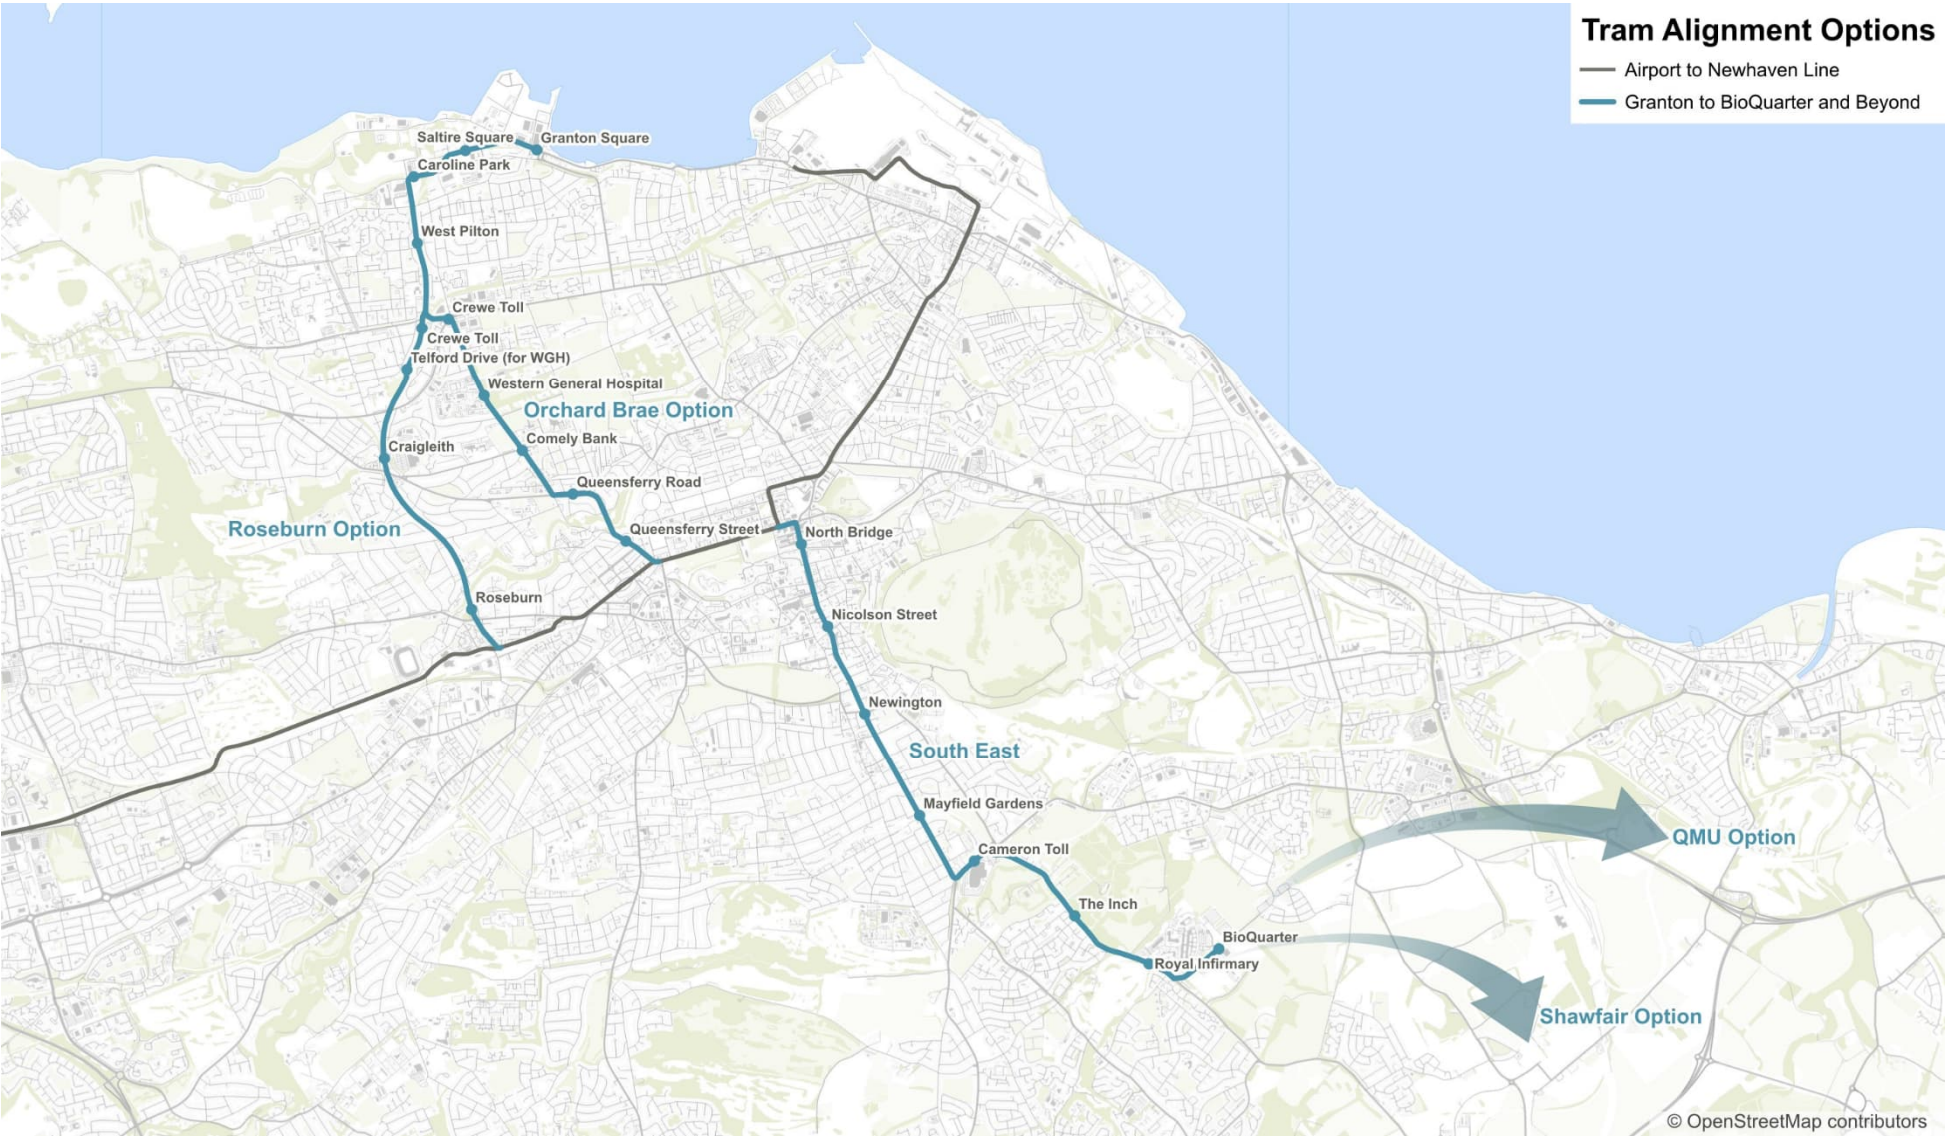 Tram Alignment Options
Airport to Newhaven Line
Granton to BioQuarter and Beyond
Saltire Square
Granton Square
Caroline Park
West Pilton
Crewe Toll
Crewe Toll
Telford Drive (for WGH)
Western General Hospital
Orchard Brae Option
Comely Bank
Craigleith
Queensferry Road
Roseburn Option
Queensferry Street
North Bridge
Roseburn
Nicolson Street
Newington
South East
Mayfield Gardens
QMU Option
Cameron Toll
The Inch
BioQuarter
Royal Infirmary
Shawfair Option
© OpenStreetMap contributors